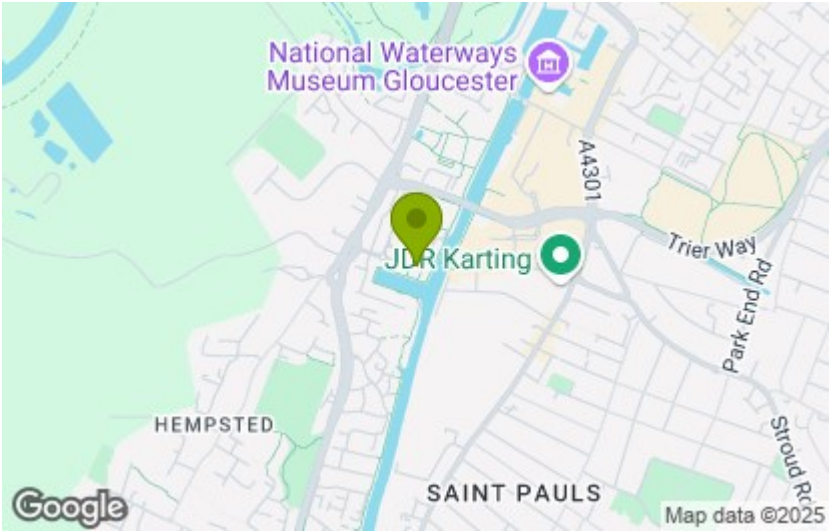 National Waterways
Museum Gloucester
A4301
Trier Way
JDR Karting
Park End Rd
HEMPSTED
Stroud Rd
SAINT PAULS
Google
Map data ©2025